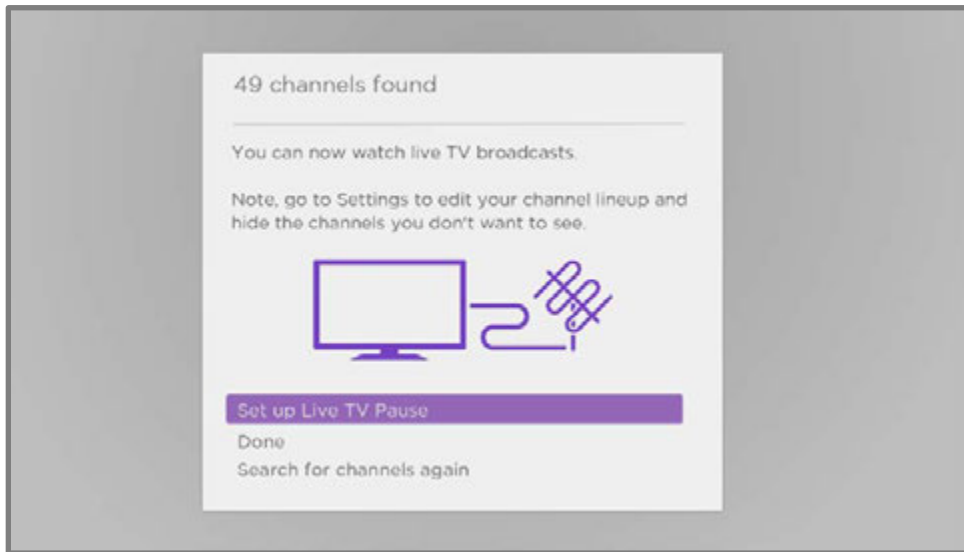 49 channels found
You can now watch live TV broadcasts.
Note, go to Settings to edit your channel lineup and
hide the channels you don't want to see.
Set up Live TV Pause
Done
Search for channels again